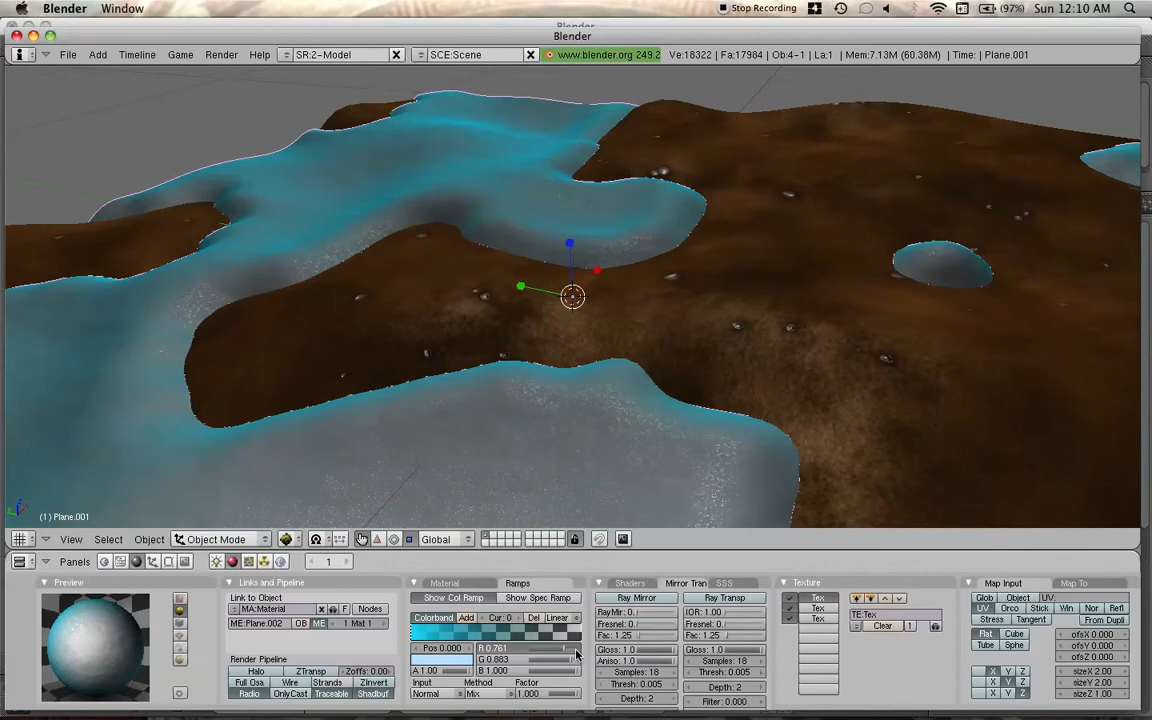 Blender Window Stop Recording (97%) Sun 12:10 AM
Blender
Blender
File Add Timeline Game Render Help SR:2-Model SCE:Scene www.blender.org 249.2 Ve:18322 | Fa:17984 | Ob:4-1 | La:1 | Mem:7.13M (60.38M) | Time: | Plane.001
(1) Plane.001
View Select Object Object Mode Global
Panels 1
Preview
Links and Pipeline
Link to Object
MA:Material F Nodes
ME:Plane.002 OB ME 1 Mat 1
Render Pipeline
Halo ZTransp Zoffs: 0.00
Full Osa Wire Strands ZInvert
Radio OnlyCast Traceable Shadbuf
Material Ramps
Show Col Ramp Show Spec Ramp
Colorband Add Cur: 0 Del Linear
Pos 0.000 R 0.761
G 0.883
A 1.00 B 1.000
Input Method Factor
Normal Mix 1.000
Shaders Mirror Tran SSS
Ray Mirror Ray Transp
RayMir: 0. IOR: 1.00
Fresnel: 0. Fresnel: 0.
Fac: 1.25 Fac: 1.25
Gloss: 1.0 Gloss: 1.0
Aniso: 1.0 Samples: 18
Samples: 18 Thresh: 0.005
Thresh: 0.005 Depth: 2
Depth: 2 Filter: 0.000
Texture
Tex
Tex
Tex
TE:Tex
Clear 1
Map Input Map To
Glob Object UV:
UV Orco Stick Win Nor Refl
Stress Tangent From Dupli
Flat Cube ofsX 0.000
Tube Sphe ofsY 0.000
ofsZ 0.000
X Y Z sizeX 2.00
X Y Z sizeY 2.00
X Y Z sizeZ 1.00